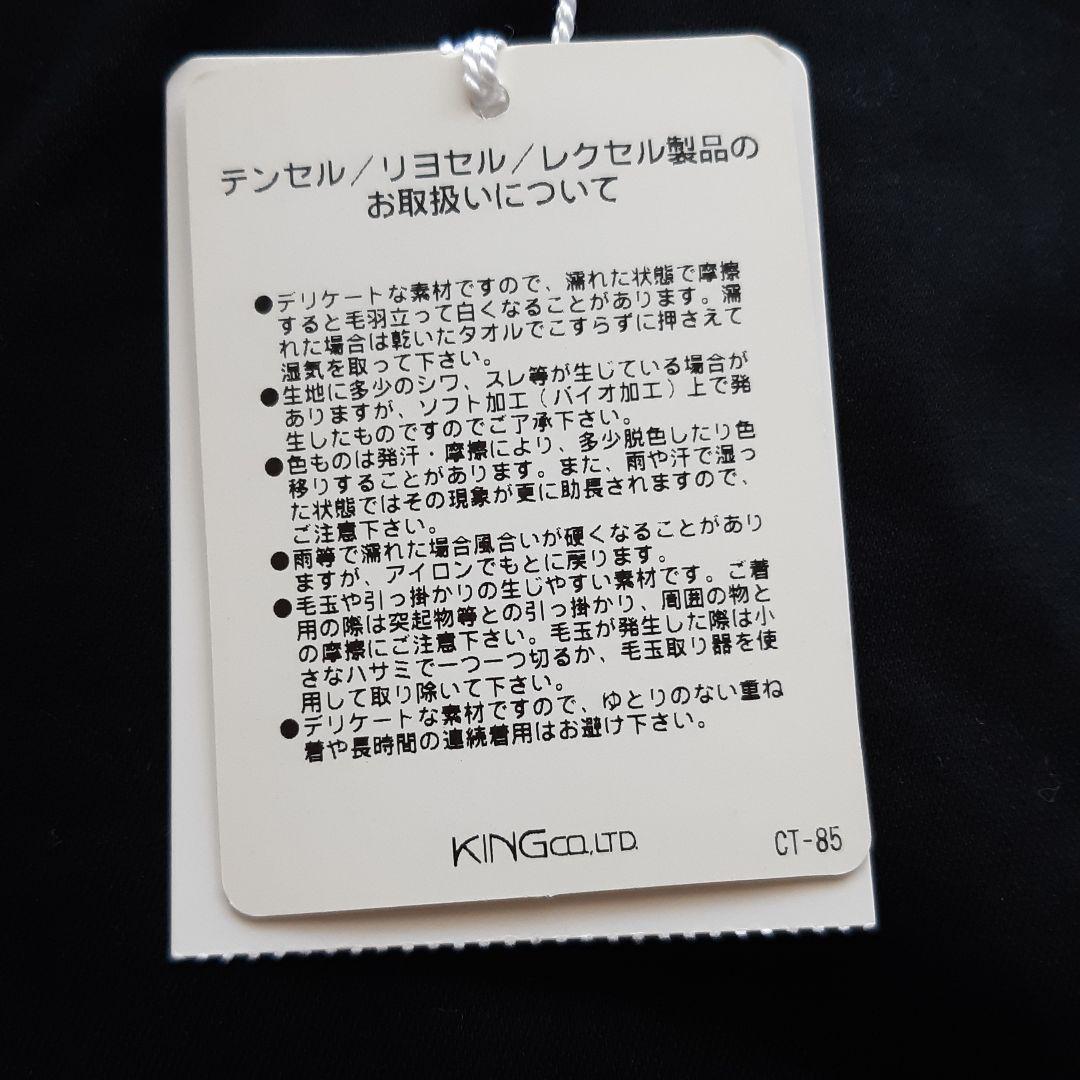 テンセル/リヨセル/レクセル製品の
お取扱いについて
●デリケートな素材ですので、濡れた状態で摩擦
すると毛羽立って白くなることがあります。濡
れた場合は乾いたタオルでこすらずに押さえて
湿気を取って下さい。
●生地に多少のシワ、スレ等が生じている場合が
ありますが、ソフト加工(バイオ加工)上で発
生したものですのでご了承下さい。
●色ものは発汗・摩擦により、多少脱色したり色
移りすることがあります。また、雨や汗で湿っ
た状態ではその現象が更に助長されますので、
ご注意下さい。
●雨等で濡れた場合風合いが硬くなることがあり
ますが、アイロンでもとに戻ります。
●毛玉や引っ掛かりの生じやすい素材です。ご着
用の際は突起物等との引っ掛かり、周囲の物と
の摩擦にご注意下さい。毛玉が発生した際は小
さなハサミで一つ一つ切るか、毛玉取り器を使
用して取り除いて下さい。
●デリケートな素材ですので、ゆとりのない重ね
着や長時間の連続着用はお避け下さい。
KING CO., LTD.
CT-85